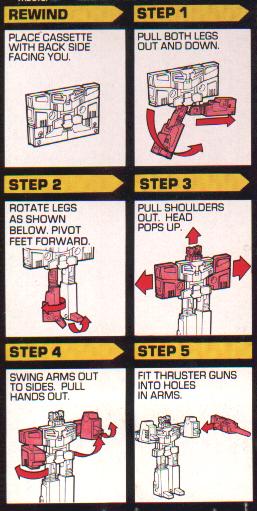 REWIND
PLACE CASSETTE
WITH BACK SIDE
FACING YOU.
STEP 1
PULL BOTH LEGS
OUT AND DOWN.
STEP 2
ROTATE LEGS
AS SHOWN
BELOW. PIVOT
FEET FORWARD.
STEP 3
PULL SHOULDERS
OUT. HEAD
POPS UP.
STEP 4
SWING ARMS OUT
TO SIDES. PULL
HANDS OUT.
STEP 5
FIT THRUSTER GUNS
INTO HOLES
IN ARMS.